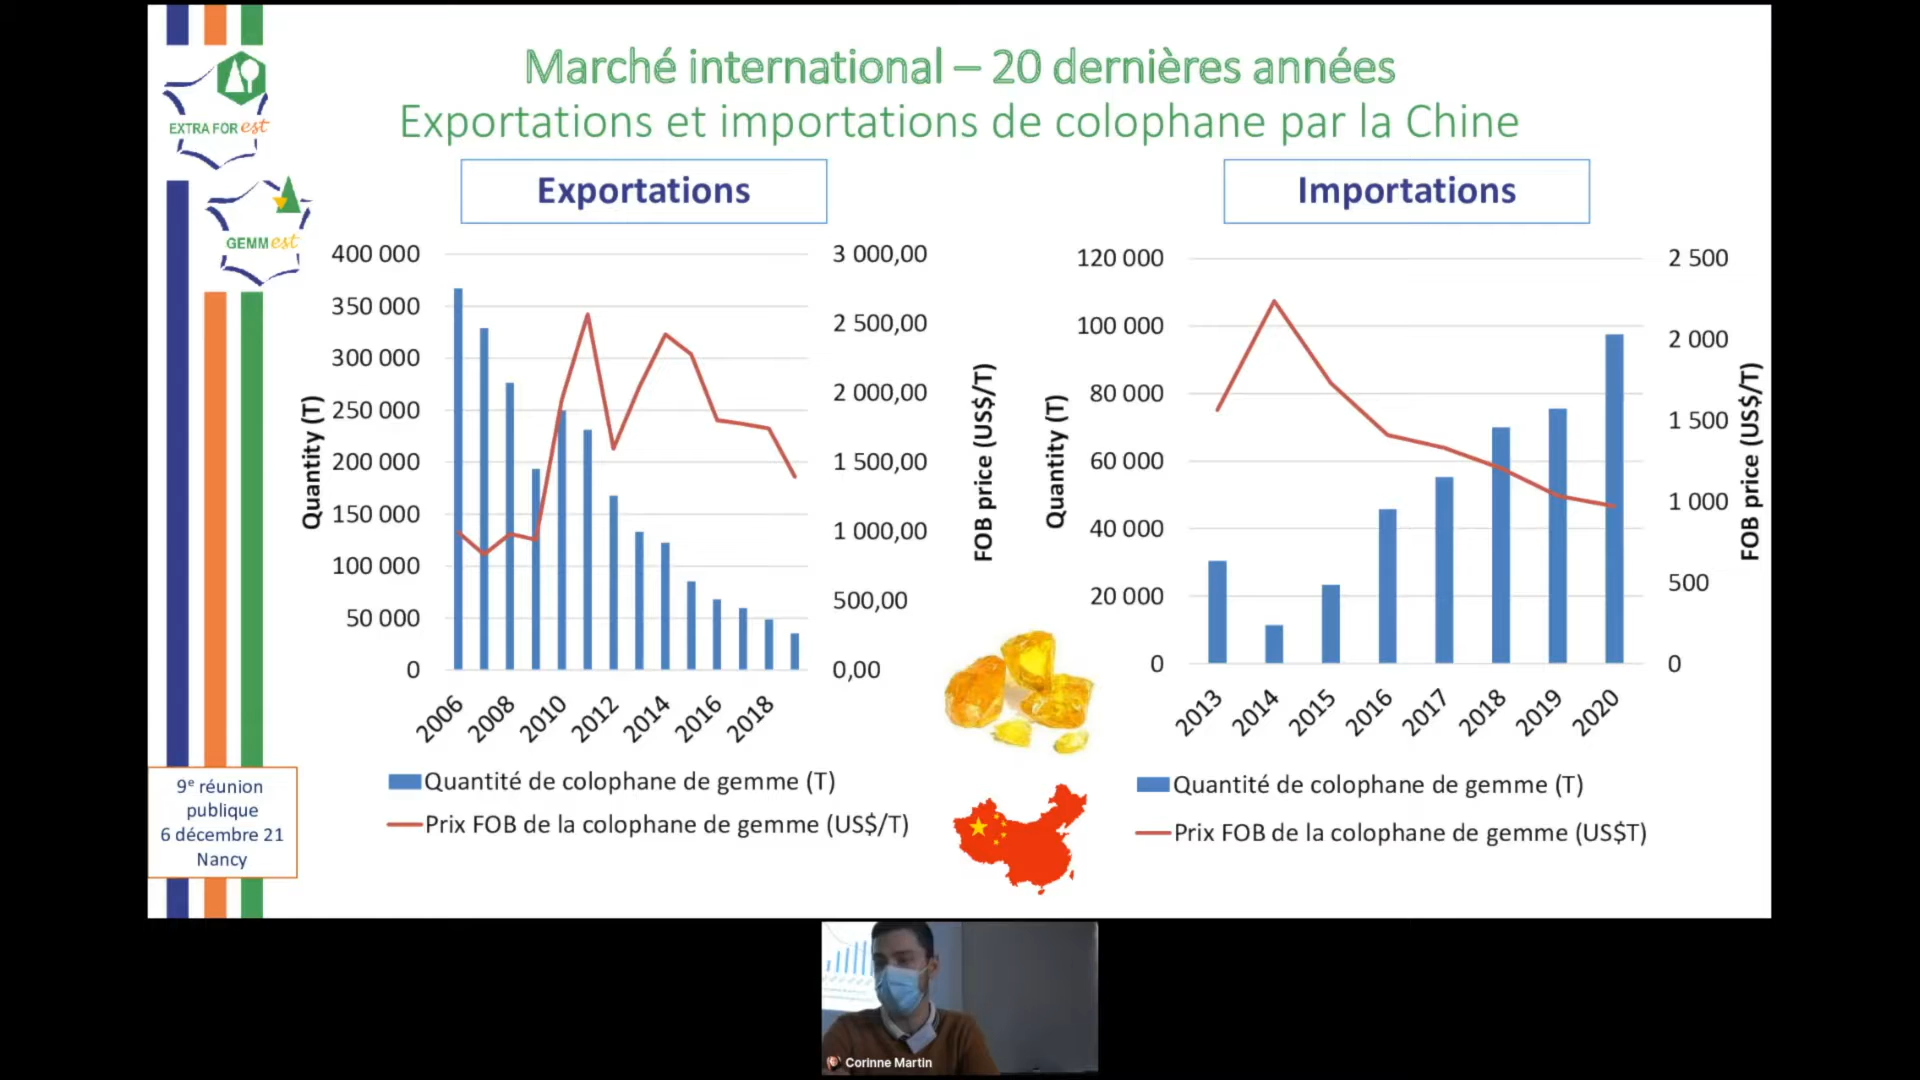 Marché international – 20 dernières années
Exportations et importations de colophane par la Chine
EXTRA FOR est
GEMM est
Exportations
400 000
350 000
300 000
250 000
200 000
150 000
100 000
50 000
0
Quantity (T)
3 000,00
2 500,00
2 000,00
1 500,00
1 000,00
500,00
0,00
FOB price (US$/T)
2006
2008
2010
2012
2014
2016
2018
Quantité de colophane de gemme (T)
Prix FOB de la colophane de gemme (US$/T)
Importations
120 000
100 000
80 000
60 000
40 000
20 000
0
Quantity (T)
2 500
2 000
1 500
1 000
500
0
FOB price (US$/T)
2013
2014
2015
2016
2017
2018
2019
2020
Quantité de colophane de gemme (T)
Prix FOB de la colophane de gemme (US$T)
9e réunion
publique
6 décembre 21
Nancy
Corinne Martin